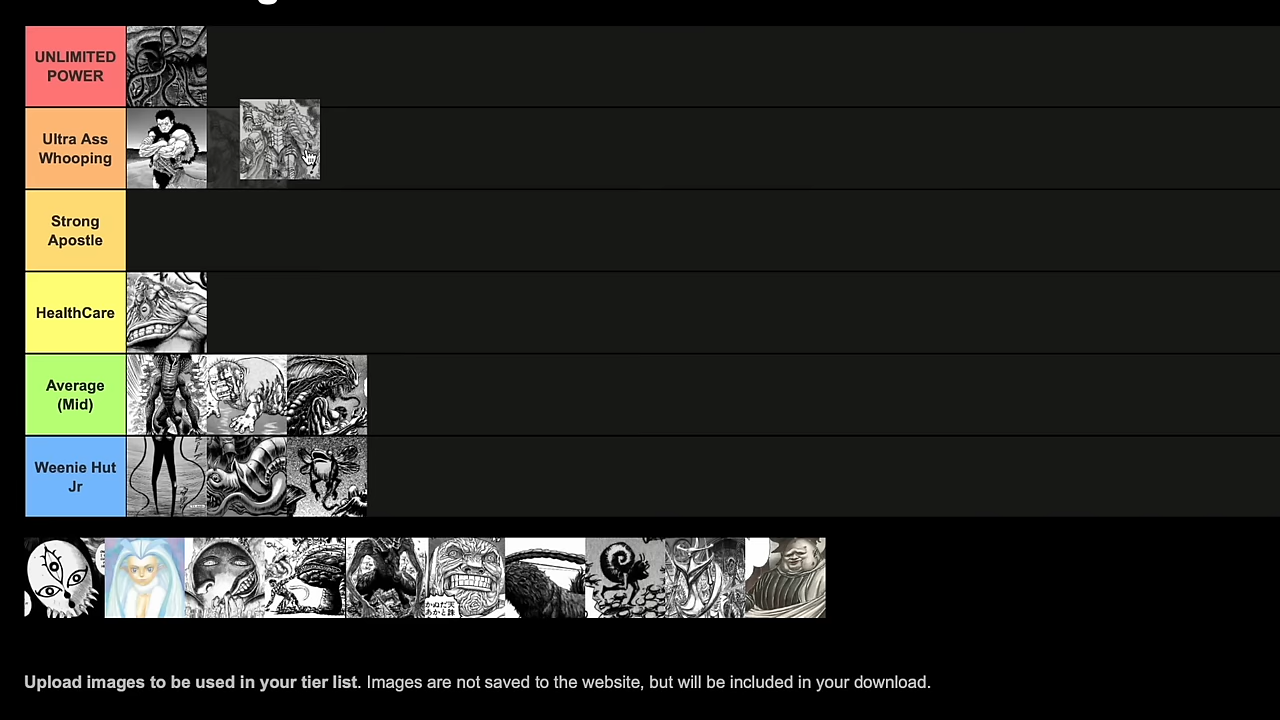 UNLIMITED
POWER
Ultra Ass
Whooping
Strong
Apostle
HealthCare
Average
(Mid)
Weenie Hut
Jr
Upload images to be used in your tier list. Images are not saved to the website, but will be included in your download.